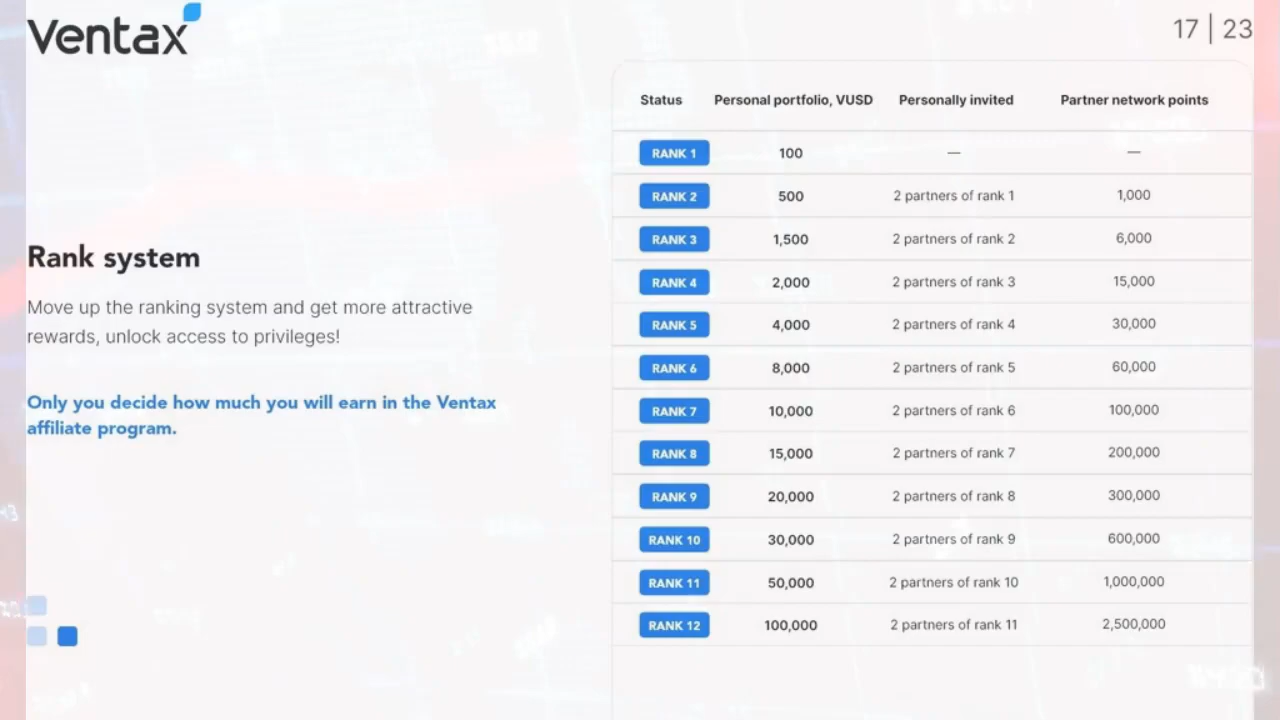 Ventax
17 | 23
Status Personal portfolio, VUSD Personally invited Partner network points
RANK 1 100 — —
RANK 2 500 2 partners of rank 1 1,000
RANK 3 1,500 2 partners of rank 2 6,000
RANK 4 2,000 2 partners of rank 3 15,000
RANK 5 4,000 2 partners of rank 4 30,000
RANK 6 8,000 2 partners of rank 5 60,000
RANK 7 10,000 2 partners of rank 6 100,000
RANK 8 15,000 2 partners of rank 7 200,000
RANK 9 20,000 2 partners of rank 8 300,000
RANK 10 30,000 2 partners of rank 9 600,000
RANK 11 50,000 2 partners of rank 10 1,000,000
RANK 12 100,000 2 partners of rank 11 2,500,000
Rank system
Move up the ranking system and get more attractive
rewards, unlock access to privileges!
Only you decide how much you will earn in the Ventax
affiliate program.